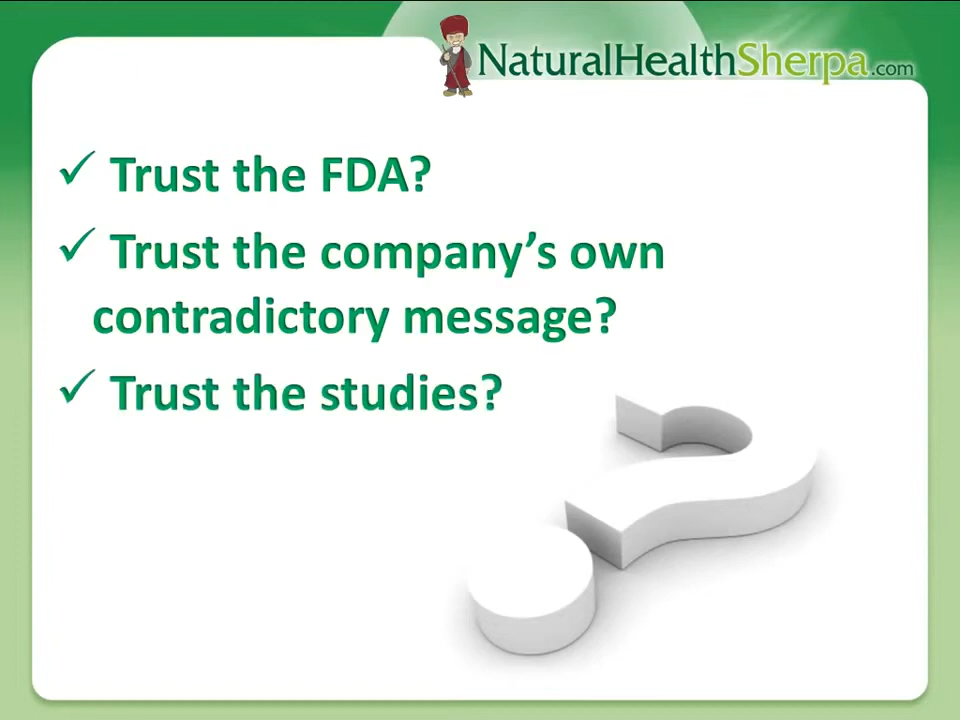 NaturalHealthSherpa.com
✓ Trust the FDA?
✓ Trust the company’s own
contradictory message?
✓ Trust the studies?